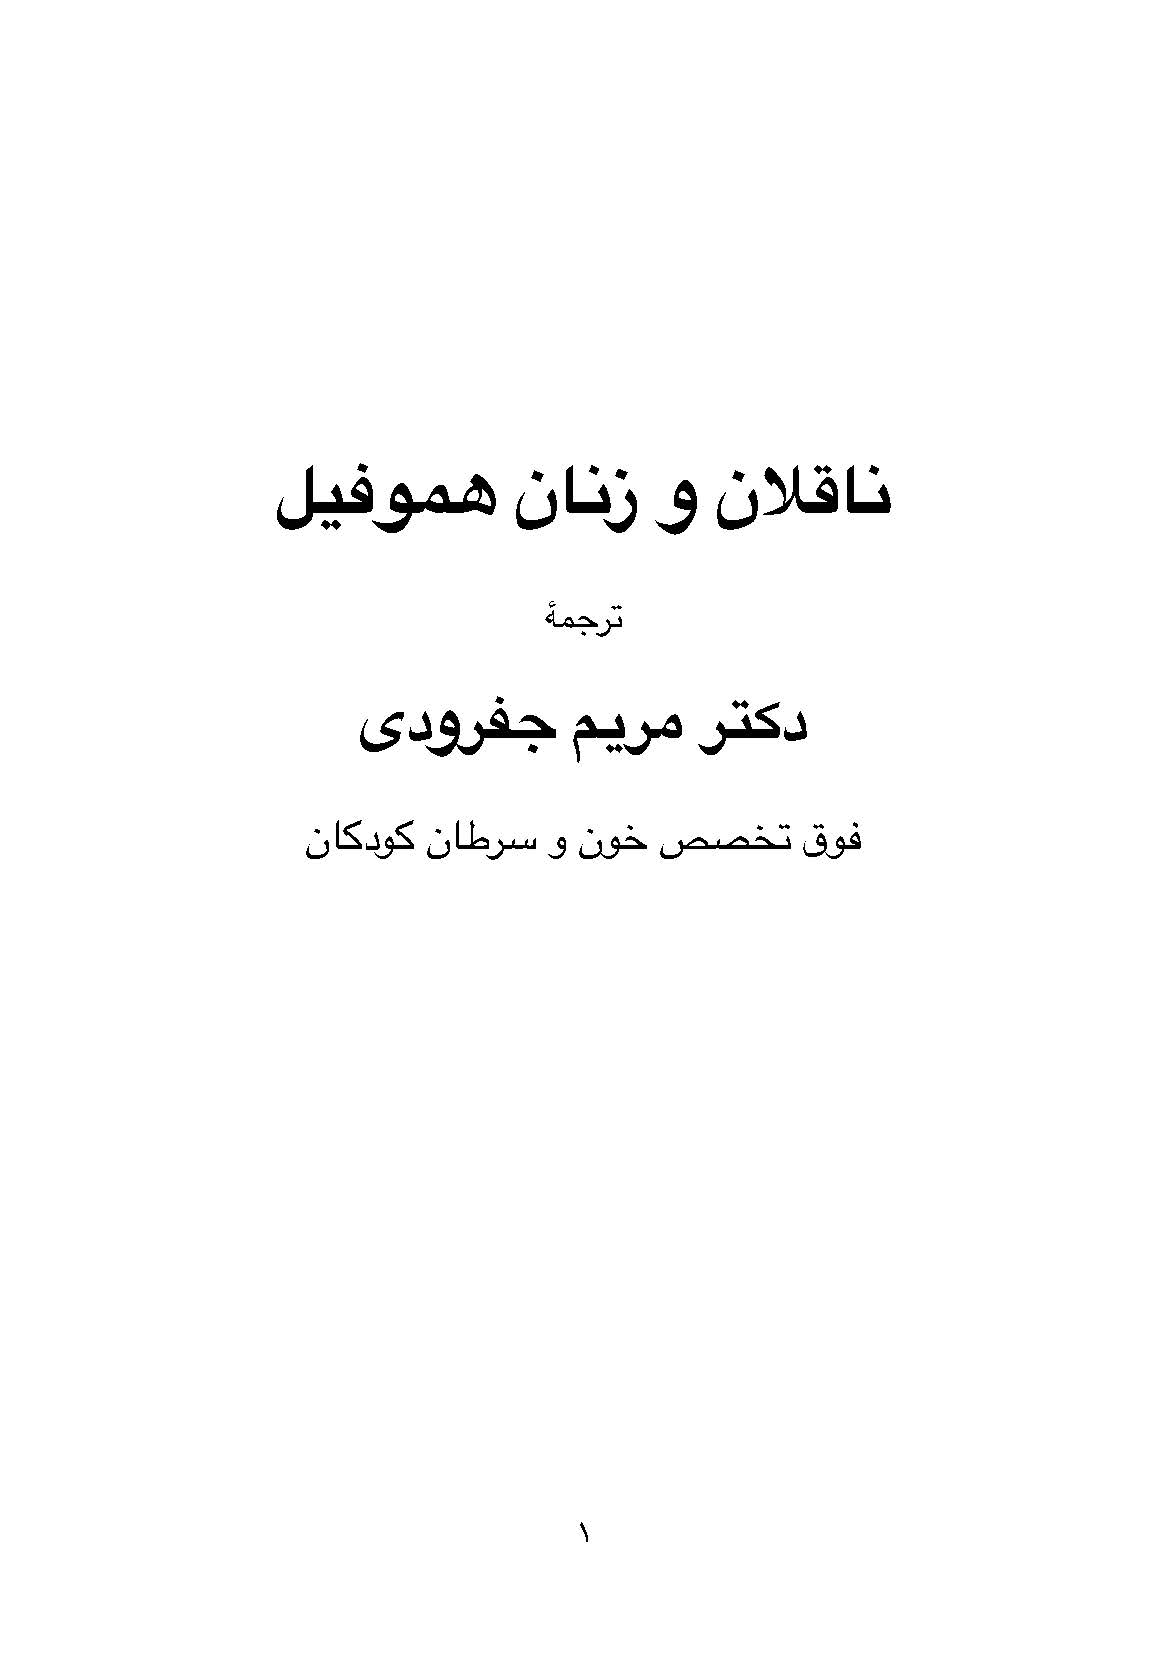 ناقلان و زنان هموفیل
ترجمهٔ
دکتر مریم جفرودی
فوق تخصص خون و سرطان کودکان
۱